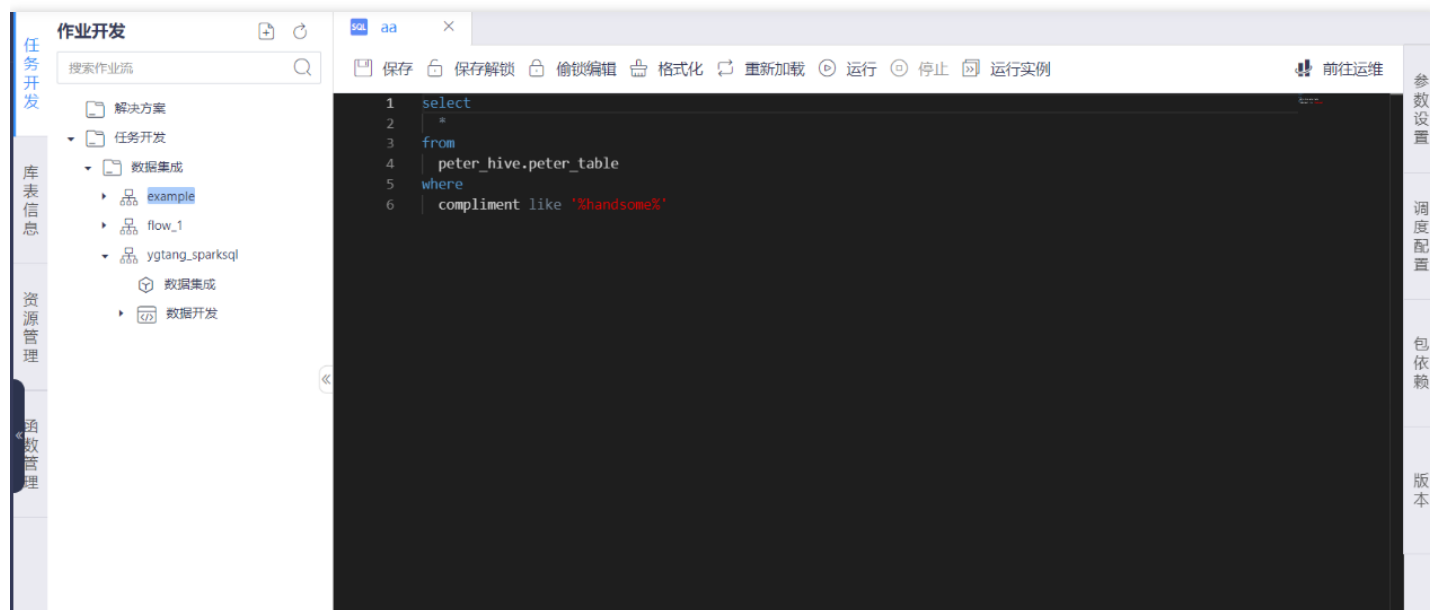 任务开发
库表信息
资源管理
函数管理
作业开发
搜索作业流
解决方案
任务开发
数据集成
example
flow_1
ygtang_sparksql
数据集成
数据开发
SQL aa
保存 保存解锁 偷锁编辑 格式化 重新加载 运行 停止 运行实例 前往运维
1 select
2 *
3 from
4 peter_hive.peter_table
5 where
6 compliment like '%handsome%'
参数设置
调度配置
包依赖
版本